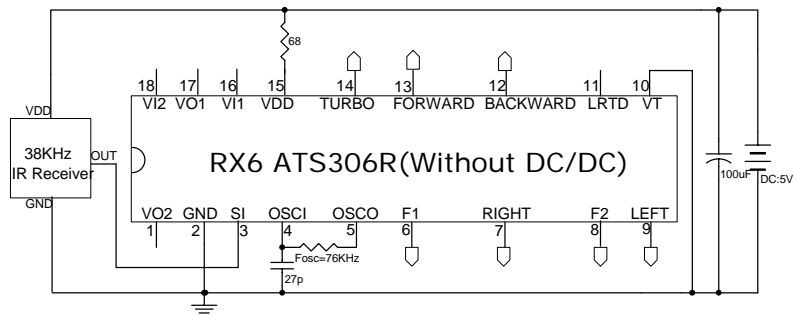 68
18 17 16 15 14 13 12 11 10
VI2 VO1 VI1 VDD TURBO FORWARD BACKWARD LRTD VT
VDD
38KHz
IR Receiver
OUT
GND
RX6 ATS306R(Without DC/DC)
100uF
DC:5V
VO2 GND SI OSCI OSCO F1 RIGHT F2 LEFT
1 2 3 4 5 6 7 8 9
Fosc=76KHz
27p